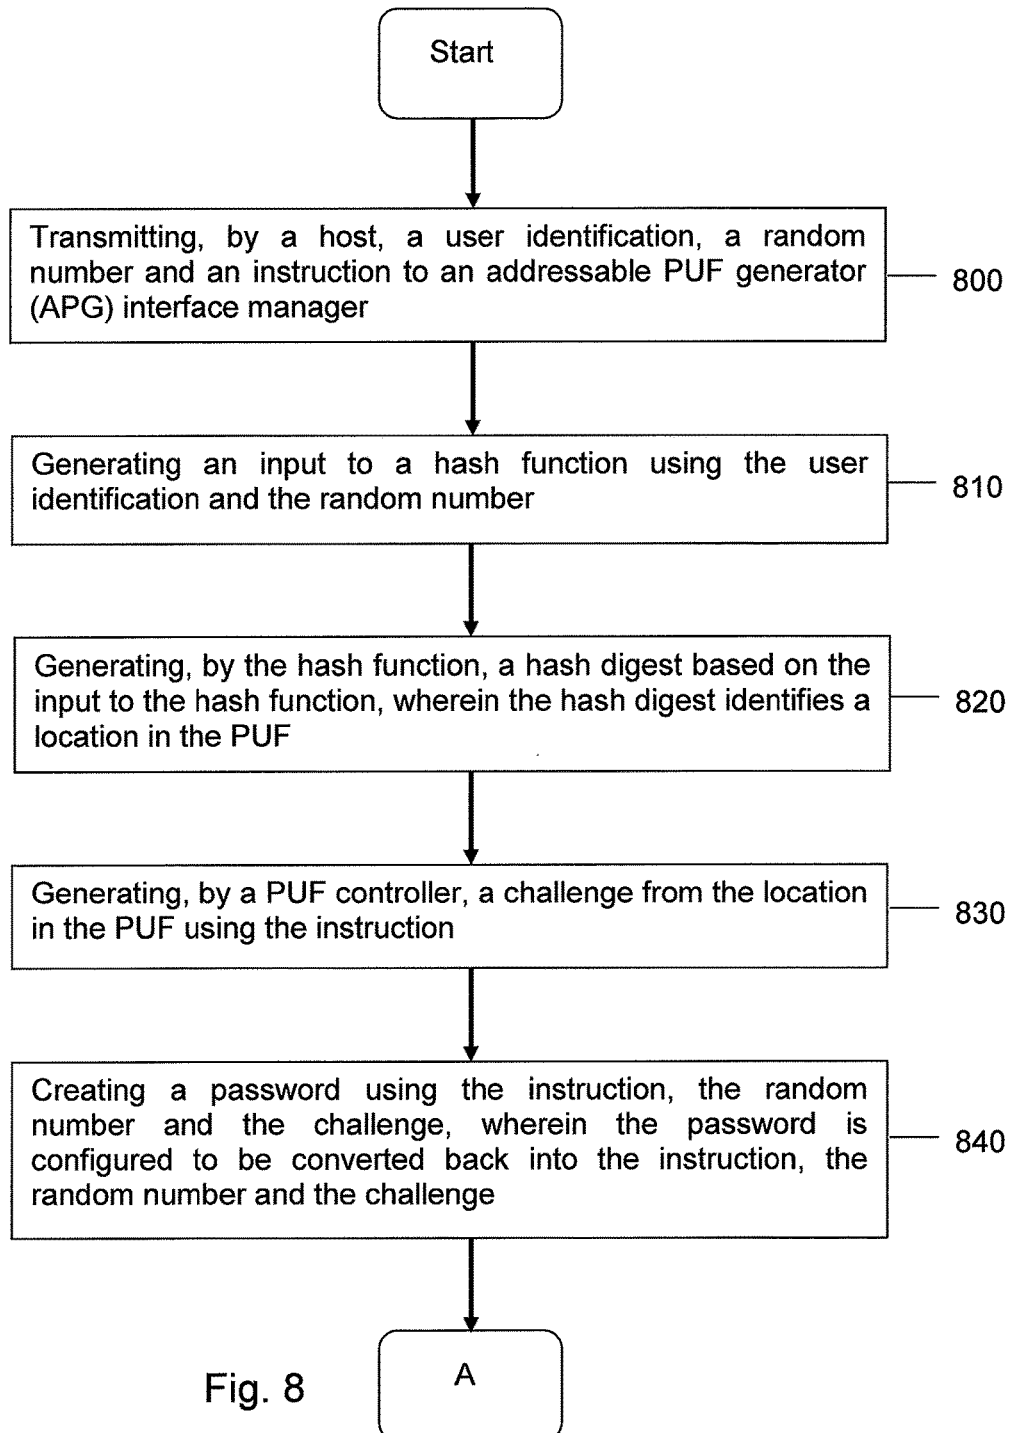 Start
Transmitting, by a host, a user identification, a random
number and an instruction to an addressable PUF generator
(APG) interface manager
800
Generating an input to a hash function using the user
identification and the random number
810
Generating, by the hash function, a hash digest based on the
input to the hash function, wherein the hash digest identifies a
location in the PUF
820
Generating, by a PUF controller, a challenge from the location
in the PUF using the instruction
830
Creating a password using the instruction, the random
number and the challenge, wherein the password is
configured to be converted back into the instruction, the
random number and the challenge
840
A
Fig. 8